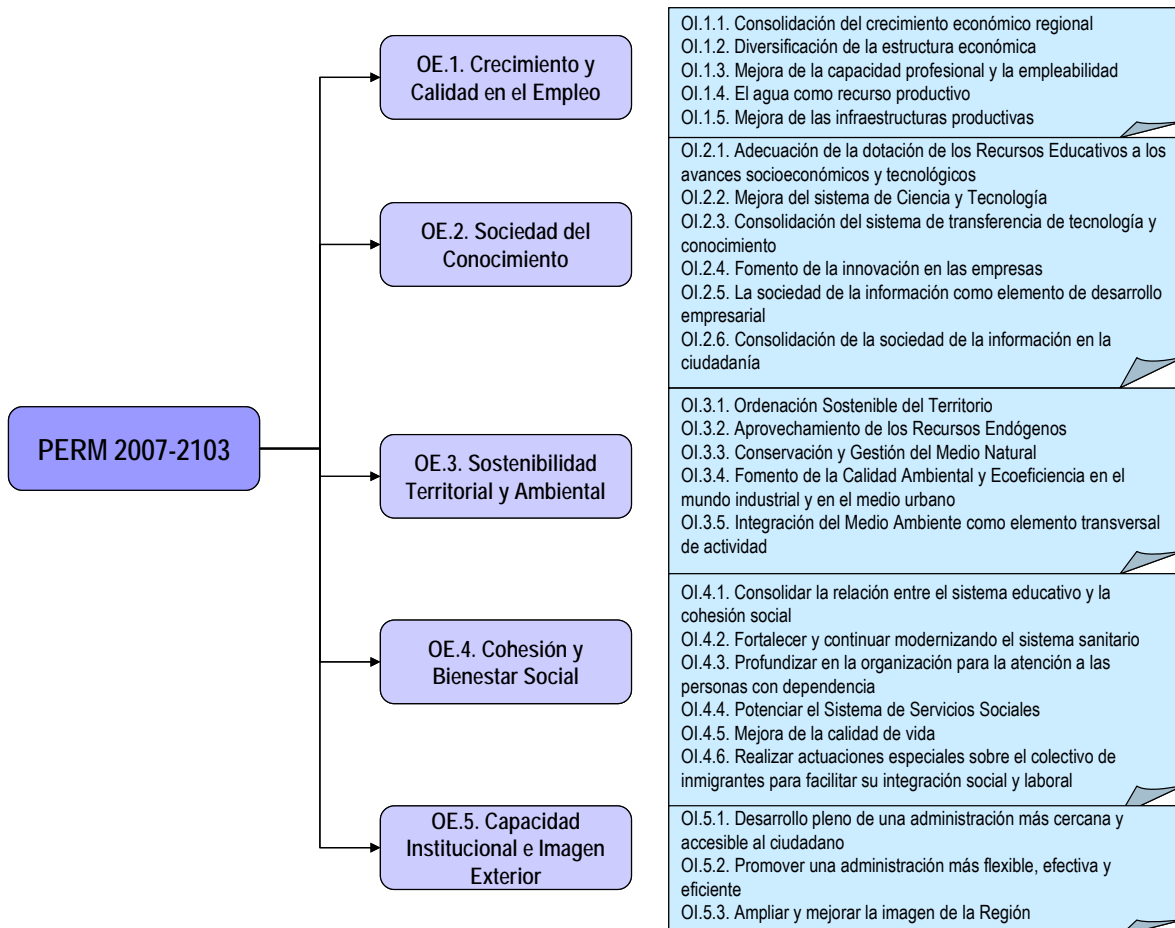 PERM 2007-2103
OE.1. Crecimiento y
Calidad en el Empleo
OI.1.1. Consolidación del crecimiento económico regional
OI.1.2. Diversificación de la estructura económica
OI.1.3. Mejora de la capacidad profesional y la empleabilidad
OI.1.4. El agua como recurso productivo
OI.1.5. Mejora de las infraestructuras productivas
OE.2. Sociedad del
Conocimiento
OI.2.1. Adecuación de la dotación de los Recursos Educativos a los
avances socioeconómicos y tecnológicos
OI.2.2. Mejora del sistema de Ciencia y Tecnología
OI.2.3. Consolidación del sistema de transferencia de tecnología y
conocimiento
OI.2.4. Fomento de la innovación en las empresas
OI.2.5. La sociedad de la información como elemento de desarrollo
empresarial
OI.2.6. Consolidación de la sociedad de la información en la
ciudadanía
OE.3. Sostenibilidad
Territorial y Ambiental
OI.3.1. Ordenación Sostenible del Territorio
OI.3.2. Aprovechamiento de los Recursos Endógenos
OI.3.3. Conservación y Gestión del Medio Natural
OI.3.4. Fomento de la Calidad Ambiental y Ecoeficiencia en el
mundo industrial y en el medio urbano
OI.3.5. Integración del Medio Ambiente como elemento transversal
de actividad
OE.4. Cohesión y
Bienestar Social
OI.4.1. Consolidar la relación entre el sistema educativo y la
cohesión social
OI.4.2. Fortalecer y continuar modernizando el sistema sanitario
OI.4.3. Profundizar en la organización para la atención a las
personas con dependencia
OI.4.4. Potenciar el Sistema de Servicios Sociales
OI.4.5. Mejora de la calidad de vida
OI.4.6. Realizar actuaciones especiales sobre el colectivo de
inmigrantes para facilitar su integración social y laboral
OE.5. Capacidad
Institucional e Imagen
Exterior
OI.5.1. Desarrollo pleno de una administración más cercana y
accesible al ciudadano
OI.5.2. Promover una administración más flexible, efectiva y
eficiente
OI.5.3. Ampliar y mejorar la imagen de la Región